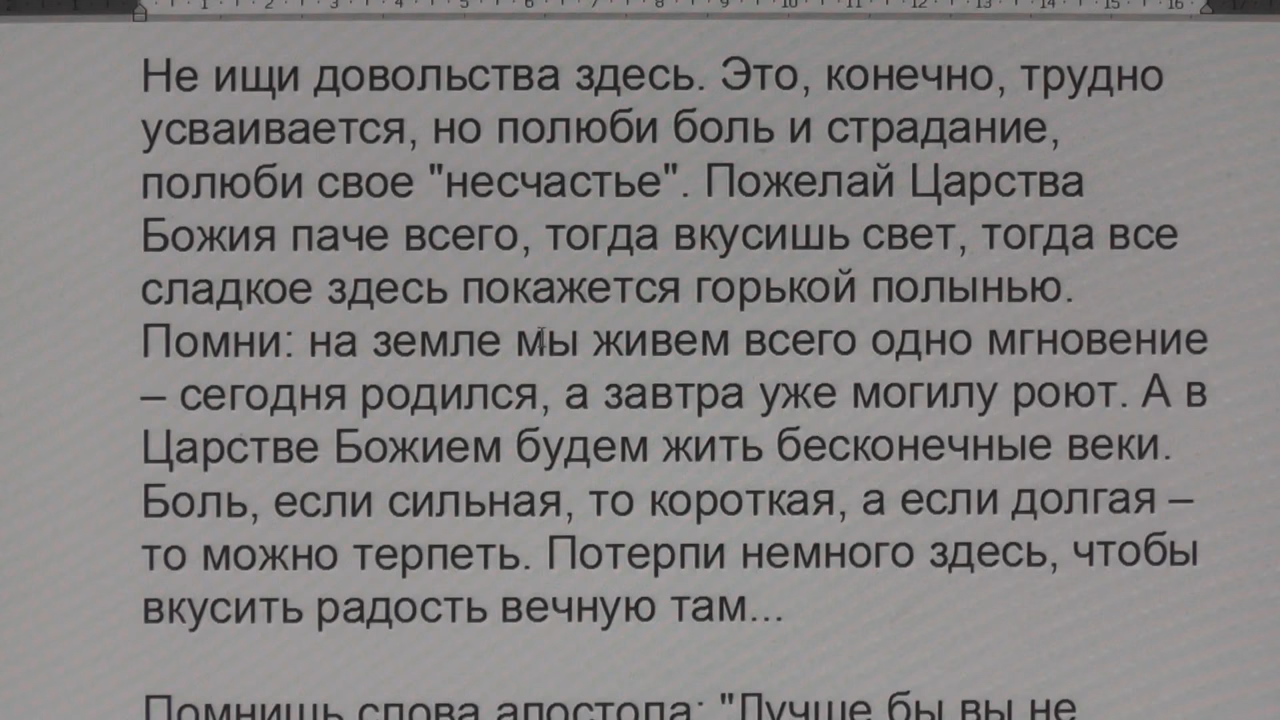 Не ищи довольства здесь. Это, конечно, трудно
усваивается, но полюби боль и страдание,
полюби свое "несчастье". Пожелай Царства
Божия паче всего, тогда вкусишь свет, тогда все
сладкое здесь покажется горькой полынью.
Помни: на земле мы живем всего одно мгновение
– сегодня родился, а завтра уже могилу роют. А в
Царстве Божием будем жить бесконечные веки.
Боль, если сильная, то короткая, а если долгая –
то можно терпеть. Потерпи немного здесь, чтобы
вкусить радость вечную там...
Помнишь слова апостола: "Лучше бы вы не